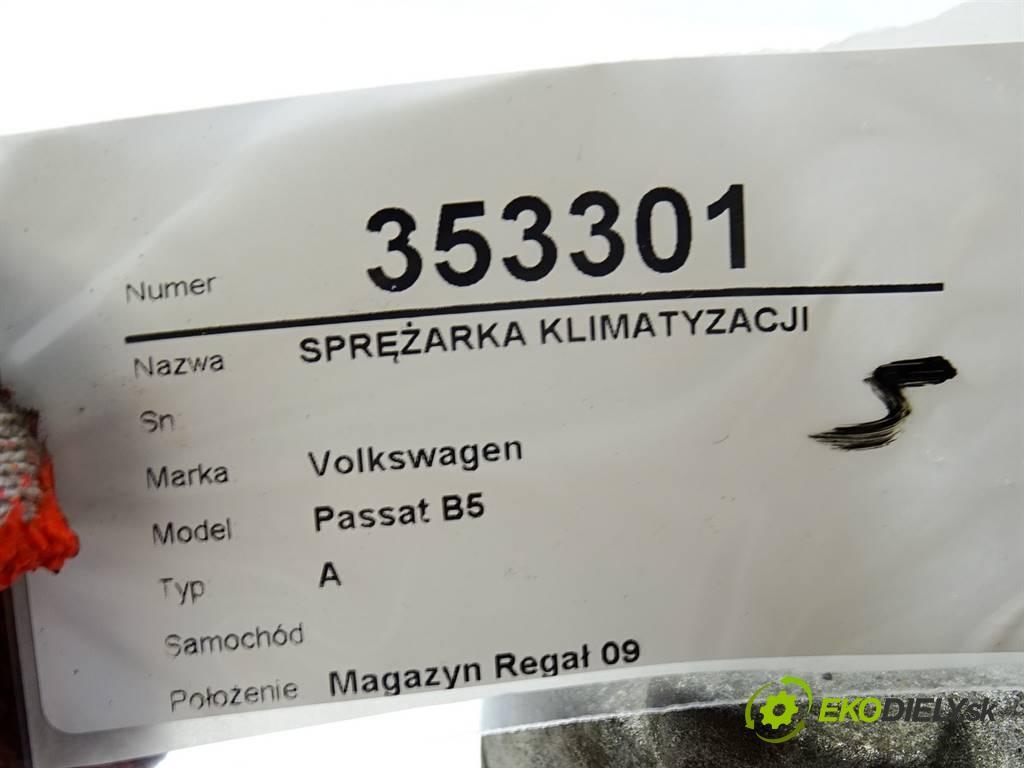 Numer 353301
Nazwa SPRĘŻARKA KLIMATYZACJI
Sn
5
Marka Volkswagen
Model Passat B5
Typ A
Samochód
Położenie Magazyn Regał 09
EKODIELY.sk